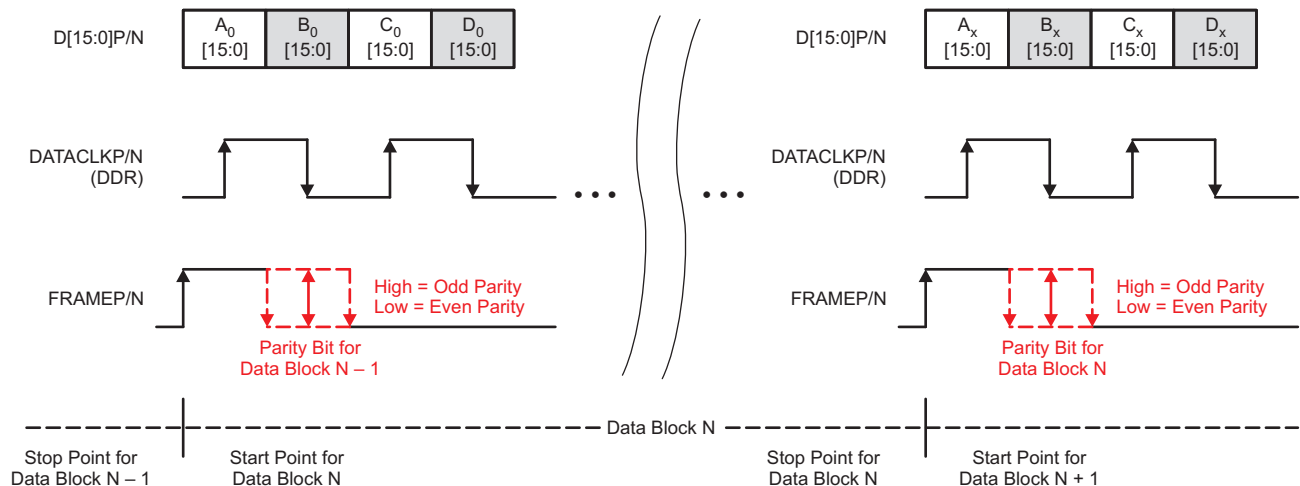 D[15:0]P/N
A0 B0 C0 D0
[15:0] [15:0] [15:0] [15:0]
D[15:0]P/N
Ax Bx Cx Dx
[15:0] [15:0] [15:0] [15:0]
DATACLKP/N
(DDR)
• • •
• • •
DATACLKP/N
(DDR)
FRAMEP/N
High = Odd Parity
Low = Even Parity
Parity Bit for
Data Block N – 1
FRAMEP/N
High = Odd Parity
Low = Even Parity
Parity Bit for
Data Block N
Data Block N
Stop Point for
Data Block N – 1
Start Point for
Data Block N
Stop Point for
Data Block N
Start Point for
Data Block N + 1